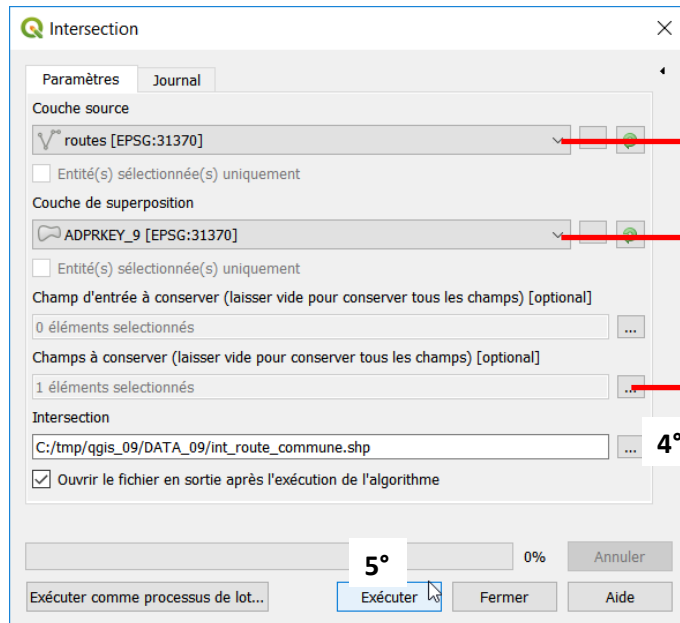 Intersection
Paramètres Journal
Couche source
routes [EPSG:31370]
Entité(s) sélectionnée(s) uniquement
Couche de superposition
ADPRKEY_9 [EPSG:31370]
Entité(s) sélectionnée(s) uniquement
Champ d'entrée à conserver (laisser vide pour conserver tous les champs) [optional]
0 éléments selectionnés ...
Champs à conserver (laisser vide pour conserver tous les champs) [optional]
1 éléments selectionnés ...
Intersection
C:/tmp/qgis_09/DATA_09/int_route_commune.shp ... 4°
Ouvrir le fichier en sortie après l'exécution de l'algorithme
5° 0% Annuler
Exécuter comme processus de lot... Exécuter Fermer Aide